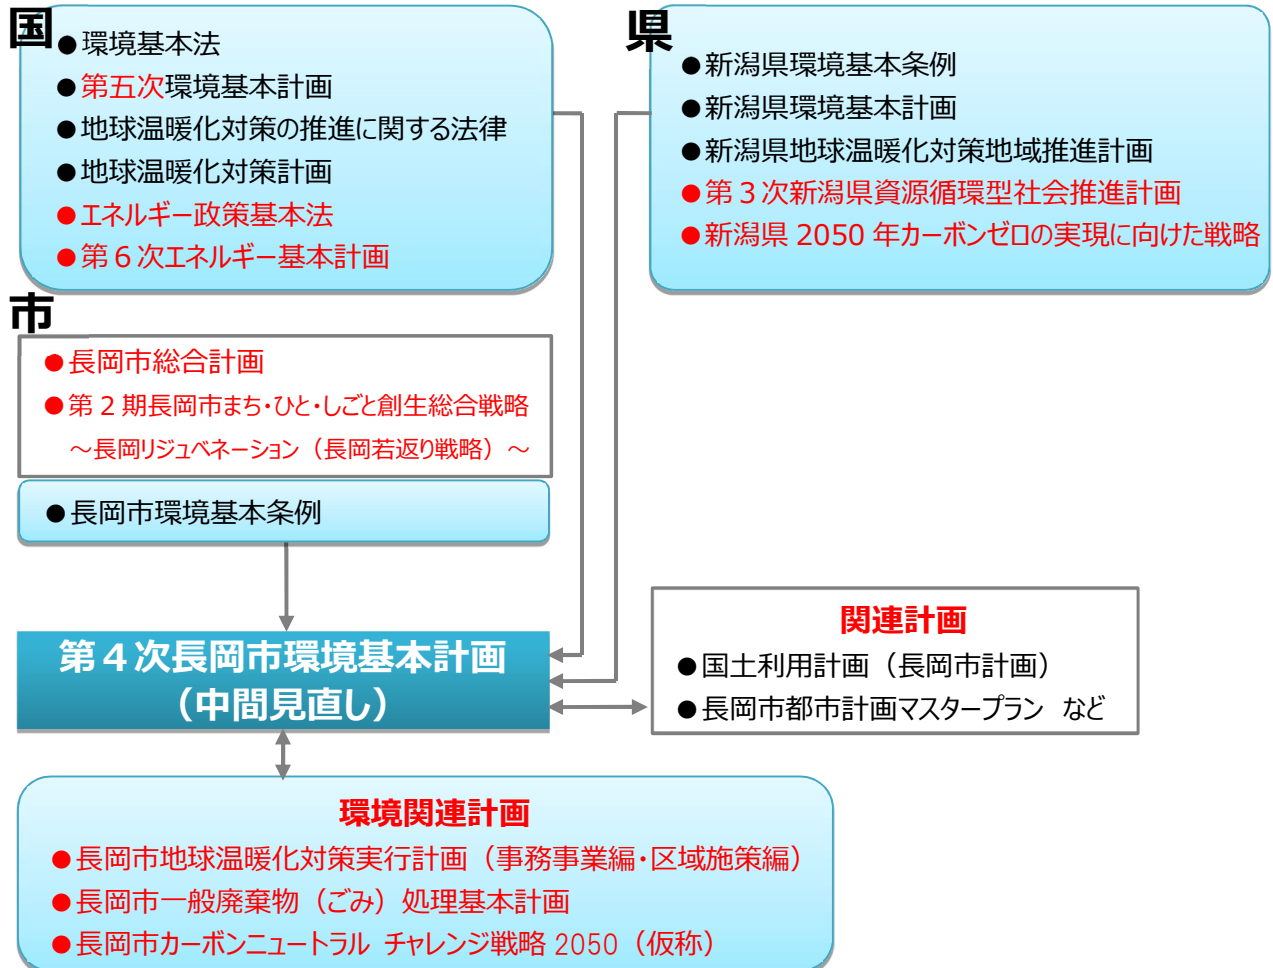 国
●環境基本法
●第五次環境基本計画
●地球温暖化対策の推進に関する法律
●地球温暖化対策計画
●エネルギー政策基本法
●第６次エネルギー基本計画
県
●新潟県環境基本条例
●新潟県環境基本計画
●新潟県地球温暖化対策地域推進計画
●第３次新潟県資源循環型社会推進計画
●新潟県 2050 年カーボンゼロの実現に向けた戦略
市
●長岡市総合計画
●第２期長岡市まち・ひと・しごと創生総合戦略
～長岡リジュベネーション（長岡若返り戦略）～
●長岡市環境基本条例
第４次長岡市環境基本計画
（中間見直し）
関連計画
●国土利用計画（長岡市計画）
●長岡市都市計画マスタープラン　など
環境関連計画
●長岡市地球温暖化対策実行計画（事務事業編・区域施策編）
●長岡市一般廃棄物（ごみ）処理基本計画
●長岡市カーボンニュートラル チャレンジ戦略 2050（仮称）